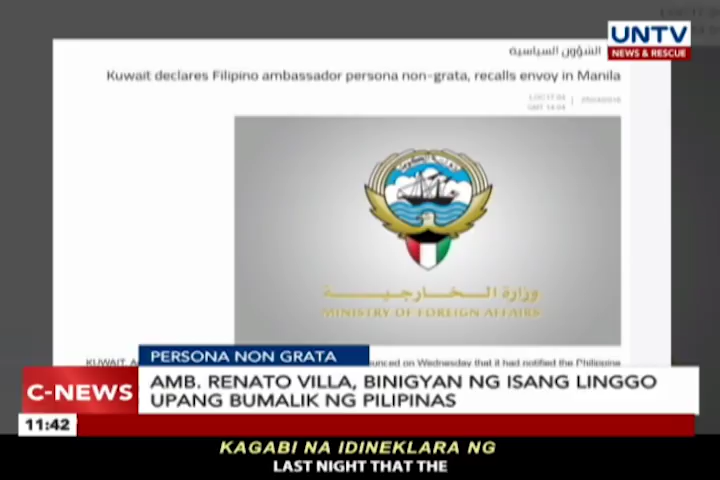 UNTV
NEWS & RESCUE
الشؤون السياسية
Kuwait declares Filipino ambassador persona non-grata, recalls envoy in Manila
وزارة الخارجية
MINISTRY OF FOREIGN AFFAIRS
on Wednesday that it had notified the Philippine
PERSONA NON GRATA
C-NEWS
AMB. RENATO VILLA, BINIGYAN NG ISANG LINGGO
UPANG BUMALIK NG PILIPINAS
11:42
KAGABI NA IDINEKLARA NG
LAST NIGHT THAT THE